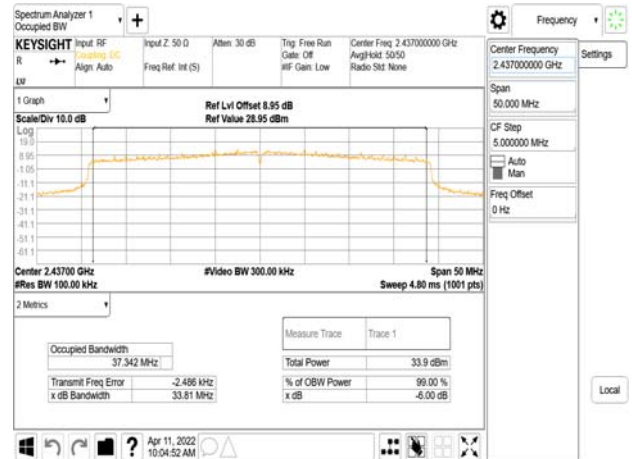 Spectrum Analyzer 1
Occupied BW
+
Frequency
KEYSIGHT
Input: RF
Coupling: DC
Align: Auto
Input Z: 50 Ω
Freq Ref: Int (S)
Atten: 30 dB
Trig: Free Run
Gate: Off
#IF Gain: Low
Center Freq: 2.437000000 GHz
Avg|Hold: 50/50
Radio Std: None
R
LU
Center Frequency
2.437000000 GHz
Settings
Span
50.000 MHz
CF Step
5.000000 MHz
Auto
Man
Freq Offset
0 Hz
Local
1 Graph
Scale/Div 10.0 dB
Ref Lvl Offset 8.95 dB
Ref Value 28.95 dBm
Log
19.0
8.95
-1.05
-11.1
-21.1
-31.1
-41.1
-51.1
-61.1
Center 2.43700 GHz
#Res BW 100.00 kHz
#Video BW 300.00 kHz
Span 50 MHz
Sweep 4.80 ms (1001 pts)
2 Metrics
Measure Trace
Trace 1
Occupied Bandwidth
37.342 MHz
Total Power
33.9 dBm
Transmit Freq Error
-2.486 kHz
% of OBW Power
99.00 %
x dB Bandwidth
33.81 MHz
x dB
-6.00 dB
?
Apr 11, 2022
10:04:52 AM